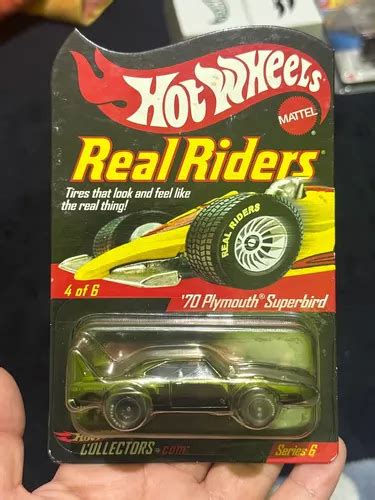 Hot Wheels
MATTEL
Real Riders®
Tires that look and feel like
the real thing!
REAL RIDERS
4 of 6
'70 Plymouth® Superbird
Hot
COLLECTORS.com
Series 6